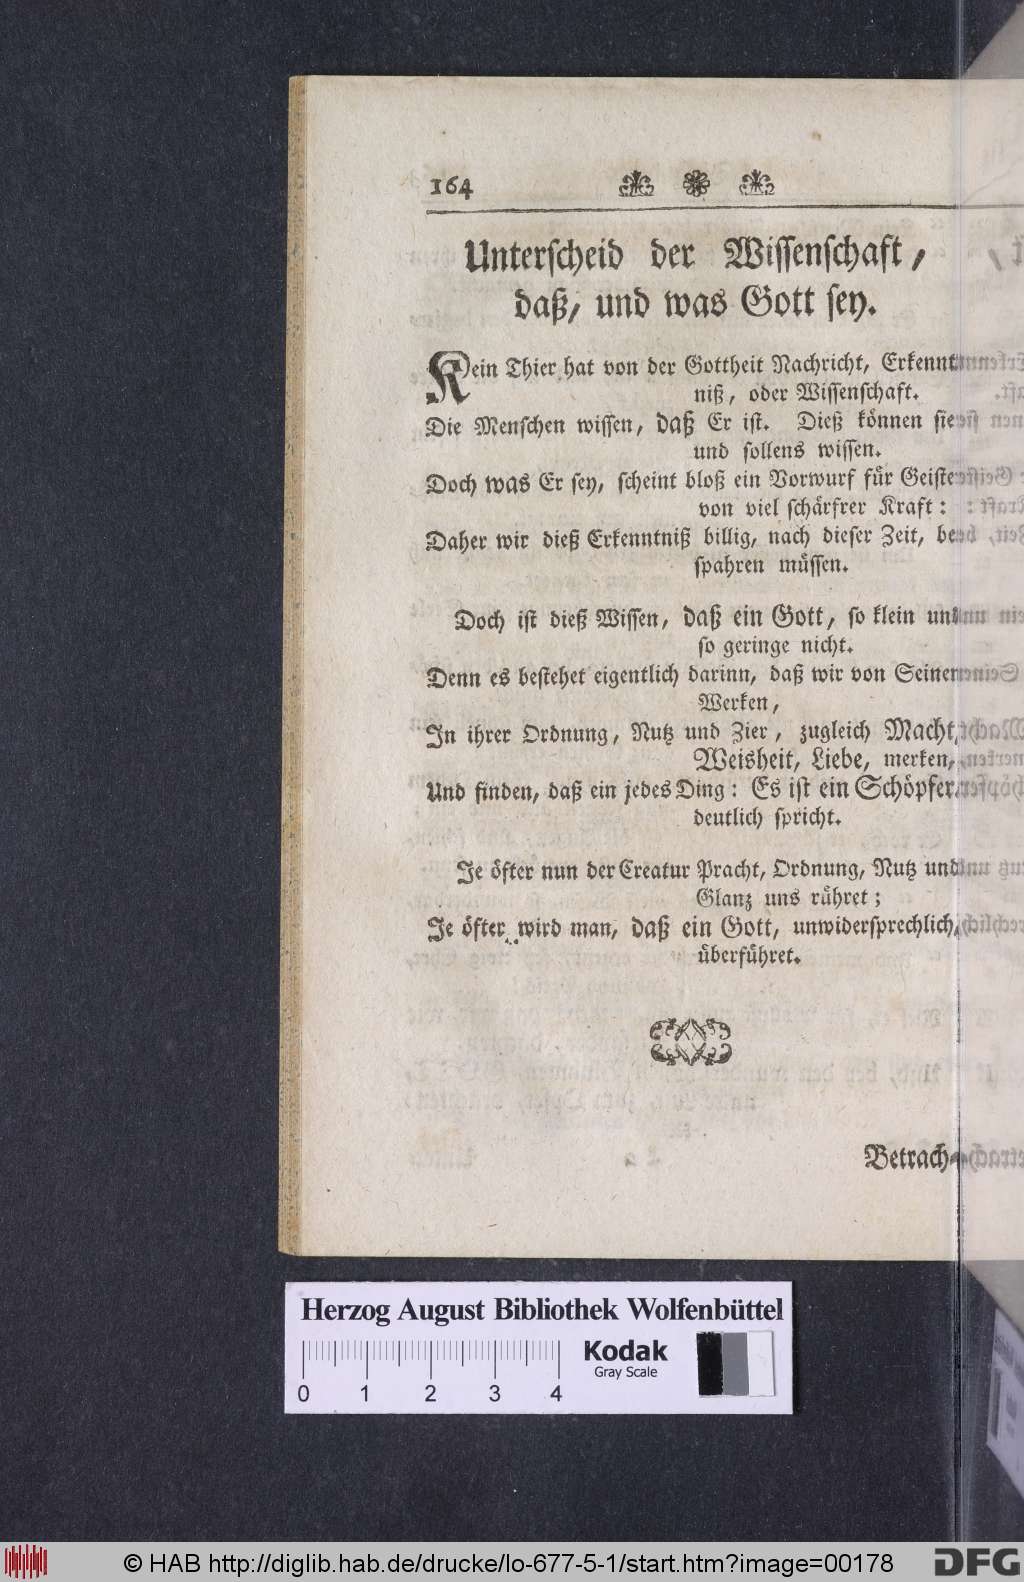 164
Unterscheid der Wissenschaft,
daß, und was Gott sey.
Kein Thier hat von der Gottheit Nachricht, Erkennt-
niß, oder Wissenschaft.
Die Menschen wissen, daß Er ist. Dieß können sie
und sollens wissen.
Doch was Er sey, scheint bloß ein Vorwurf für Geister
von viel schärfrer Kraft:
Daher wir dieß Erkenntniß billig, nach dieser Zeit, be-
spahren müssen.
Doch ist dieß Wissen, daß ein Gott, so klein und
so geringe nicht.
Denn es bestehet eigentlich darinn, daß wir von Seinen
Werken,
In ihrer Ordnung, Nutz und Zier, zugleich Macht,
Weisheit, Liebe, merken,
Und finden, daß ein jedes Ding: Es ist ein Schöpfer,
deutlich spricht.
Je öfter nun der Creatur Pracht, Ordnung, Nutz und
Glanz uns rühret;
Je öfter wird man, daß ein Gott, unwidersprechlich,
überführet.
Betrach-
Herzog August Bibliothek Wolfenbüttel
0 1 2 3 4
Kodak
Gray Scale
© HAB http://diglib.hab.de/drucke/lo-677-5-1/start.htm?image=00178
DFG